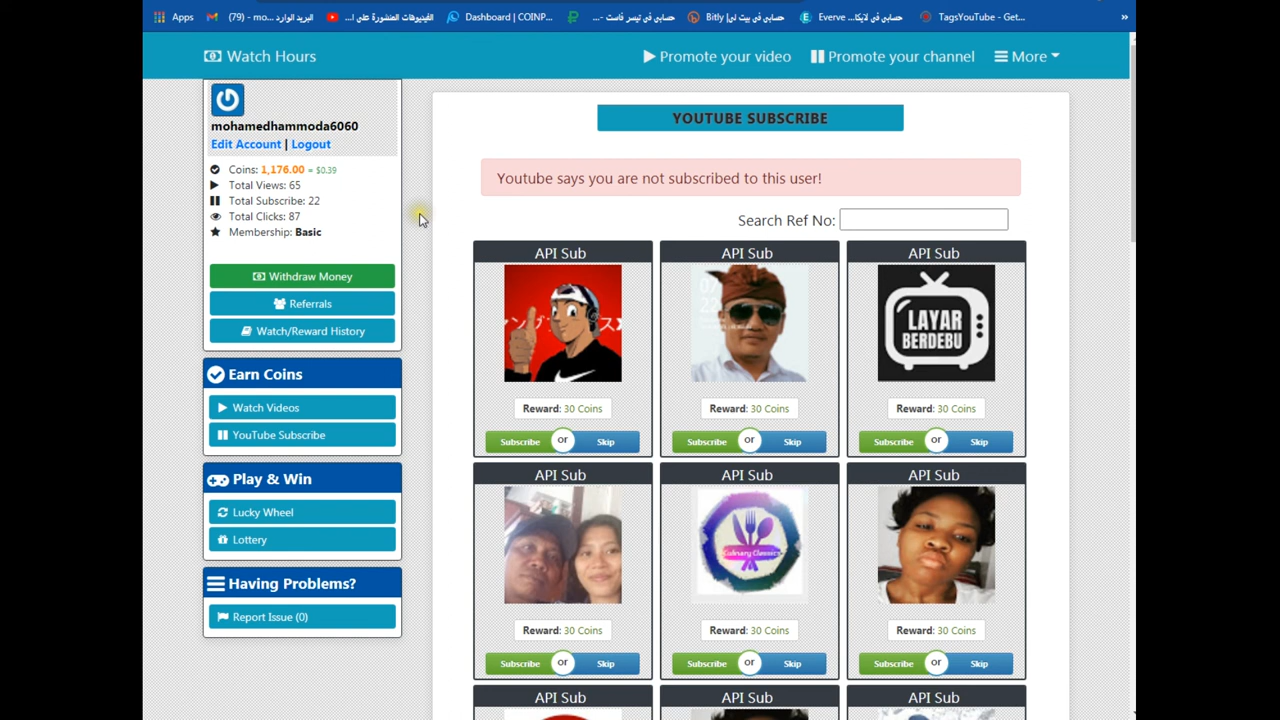 Apps
البريد الوارد (79) - mo...
الفيديوهات المنشورة على ا...
Dashboard | COINP...
حسابي في تيسر فاست -...
حسابي في بيت لي| Bitly
حسابي في لايكا... Everve
TagsYouTube - Get...
»
Watch Hours
Promote your video
Promote your channel
More
mohamedhammoda6060
Edit Account | Logout
Coins: 1,176.00 = $0.39
Total Views: 65
Total Subscribe: 22
Total Clicks: 87
Membership: Basic
Withdraw Money
Referrals
Watch/Reward History
Earn Coins
Watch Videos
YouTube Subscribe
Play & Win
Lucky Wheel
Lottery
Having Problems?
Report Issue (0)
YOUTUBE SUBSCRIBE
Youtube says you are not subscribed to this user!
Search Ref No:
API Sub
API Sub
API Sub
LAYAR
BERDEBU
Reward: 30 Coins
Reward: 30 Coins
Reward: 30 Coins
Subscribe or Skip
Subscribe or Skip
Subscribe or Skip
API Sub
API Sub
API Sub
Culinary Classics
Reward: 30 Coins
Reward: 30 Coins
Reward: 30 Coins
Subscribe or Skip
Subscribe or Skip
Subscribe or Skip
API Sub
API Sub
API Sub